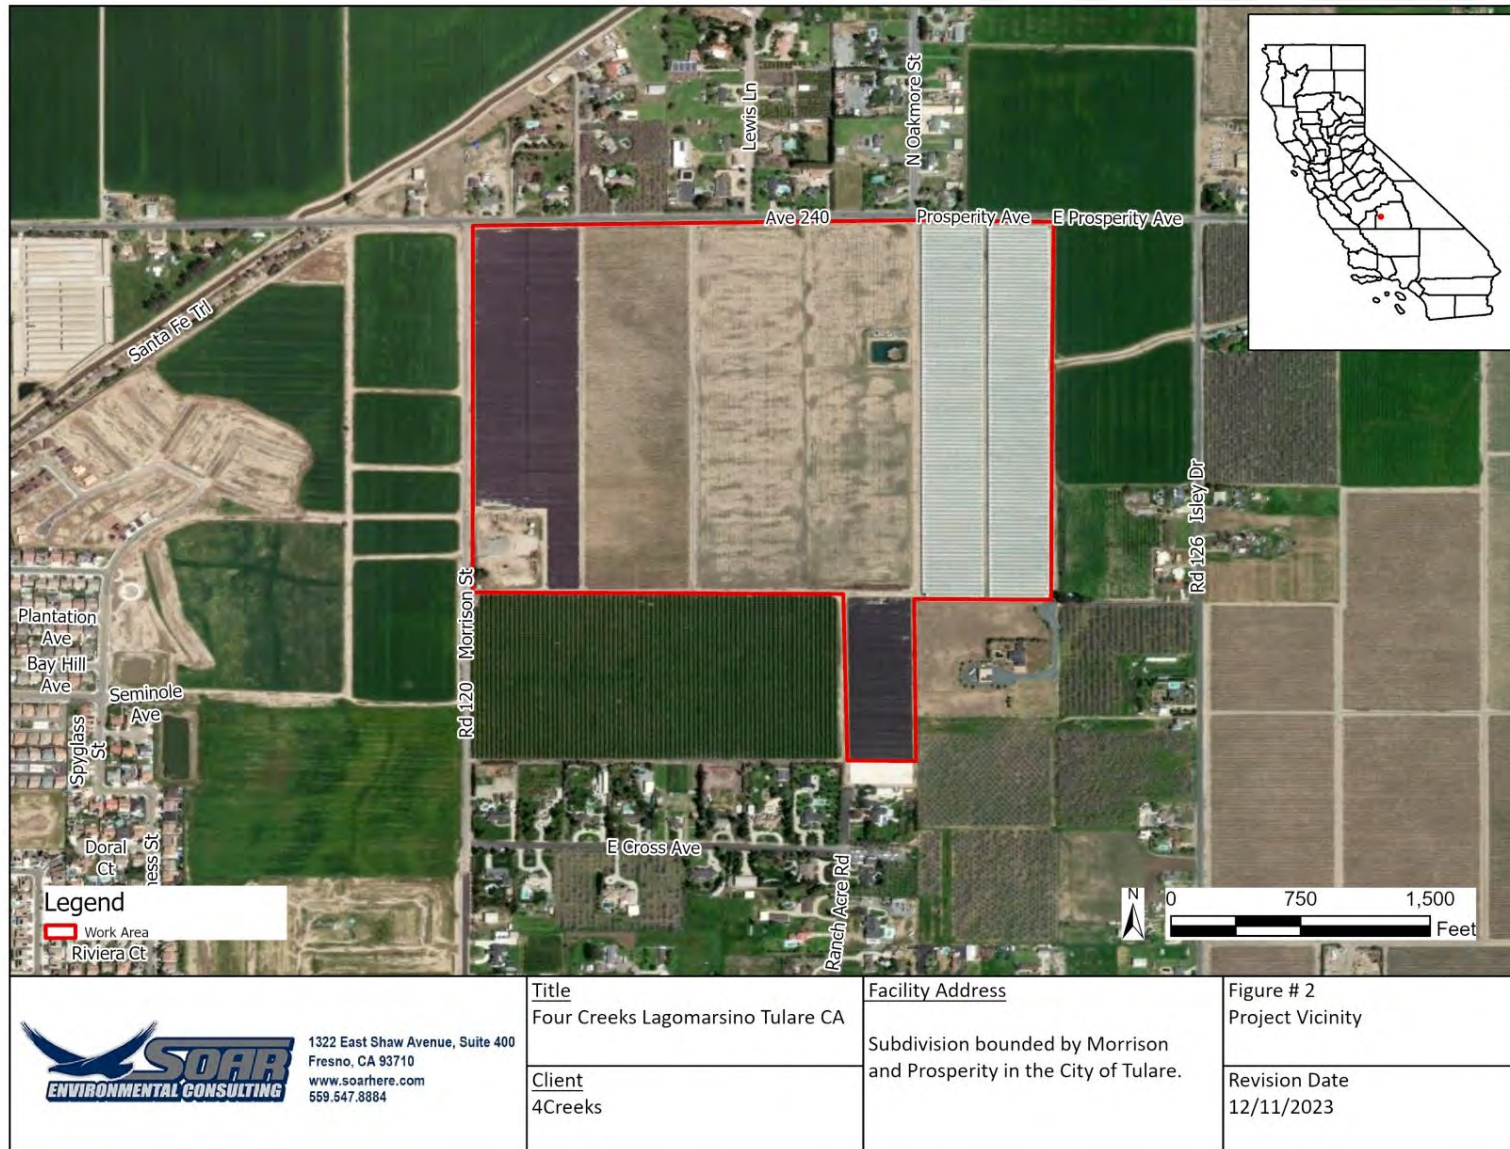 Lewis Ln
N Oakmore St
Ave 240
Prosperity Ave
E Prosperity Ave
Santa Fe Trl
Rd 126 Isley Dr
Rd 120 Morrison St
Plantation
Ave
Bay Hill
Ave
Seminole
Ave
Spyglass
St
Doral
Ct
ness St
E Cross Ave
Ranch Acre Rd
Legend
Work Area
Riviera Ct
N
0 750 1,500
Feet
SOAR
ENVIRONMENTAL CONSULTING
1322 East Shaw Avenue, Suite 400
Fresno, CA 93710
www.soarhere.com
559.547.8884
Title
Four Creeks Lagomarsino Tulare CA
Client
4Creeks
Facility Address
Subdivision bounded by Morrison
and Prosperity in the City of Tulare.
Figure # 2
Project Vicinity
Revision Date
12/11/2023